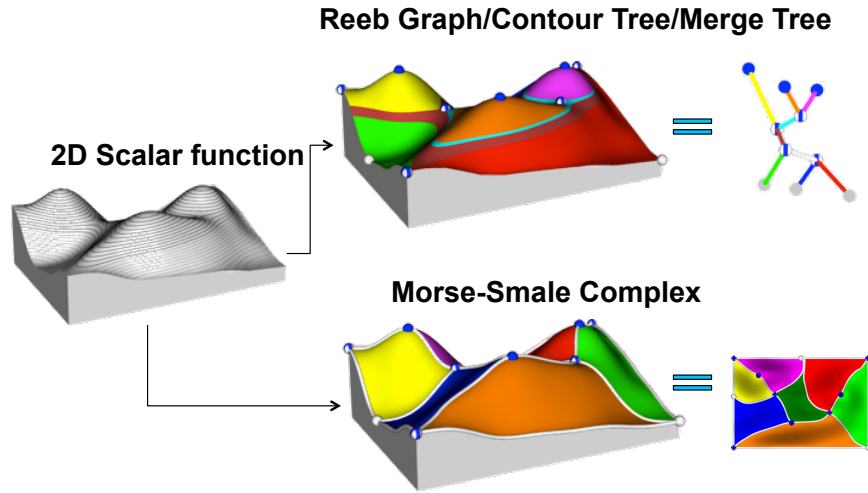 Reeb Graph/Contour Tree/Merge Tree
2D Scalar function
Morse-Smale Complex